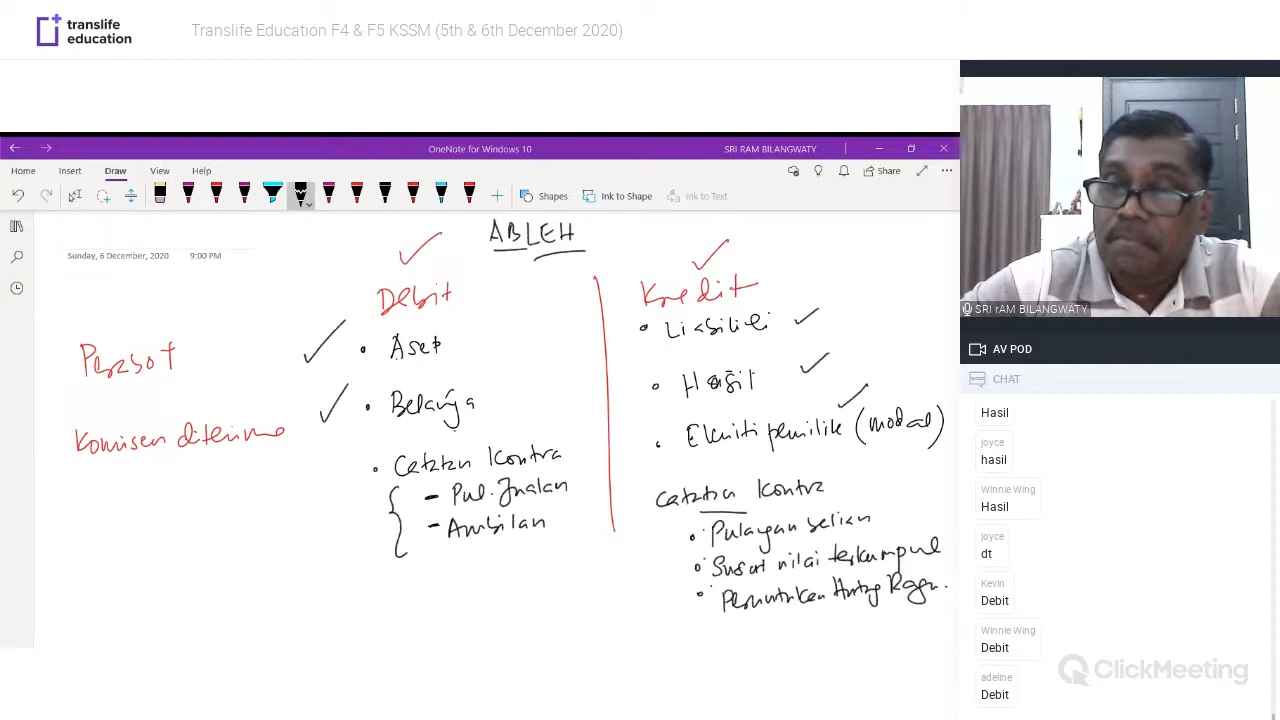 translife
education
Translife Education F4 & F5 KSSM (5th & 6th December 2020)
OneNote for Windows 10
SRI RAM BILANGWATY
Home Insert Draw View Help
Share
Shapes Ink to Shape Ink to Text
Sunday, 6 December, 2020 9:00 PM
ABLEH
Debit
Kredit
Perabot
Komisen diterima
• Aset
• Belanja
• Catatan Kontra
- Pul. Jualan
- Ambilan
• Liabiliti
• Hasil
• Ekuiti pemilik (modal)
Catatan Kontra
• Pulangan belian
• Susut nilai terkumpul
• Peruntukan Hutang Ragu.
SRI rAM BILANGWATY
AV POD
CHAT
Hasil
joyce
hasil
Winnie Wing
Hasil
joyce
dt
Kevin
Debit
Winnie Wing
Debit
adeline
Debit
ClickMeeting